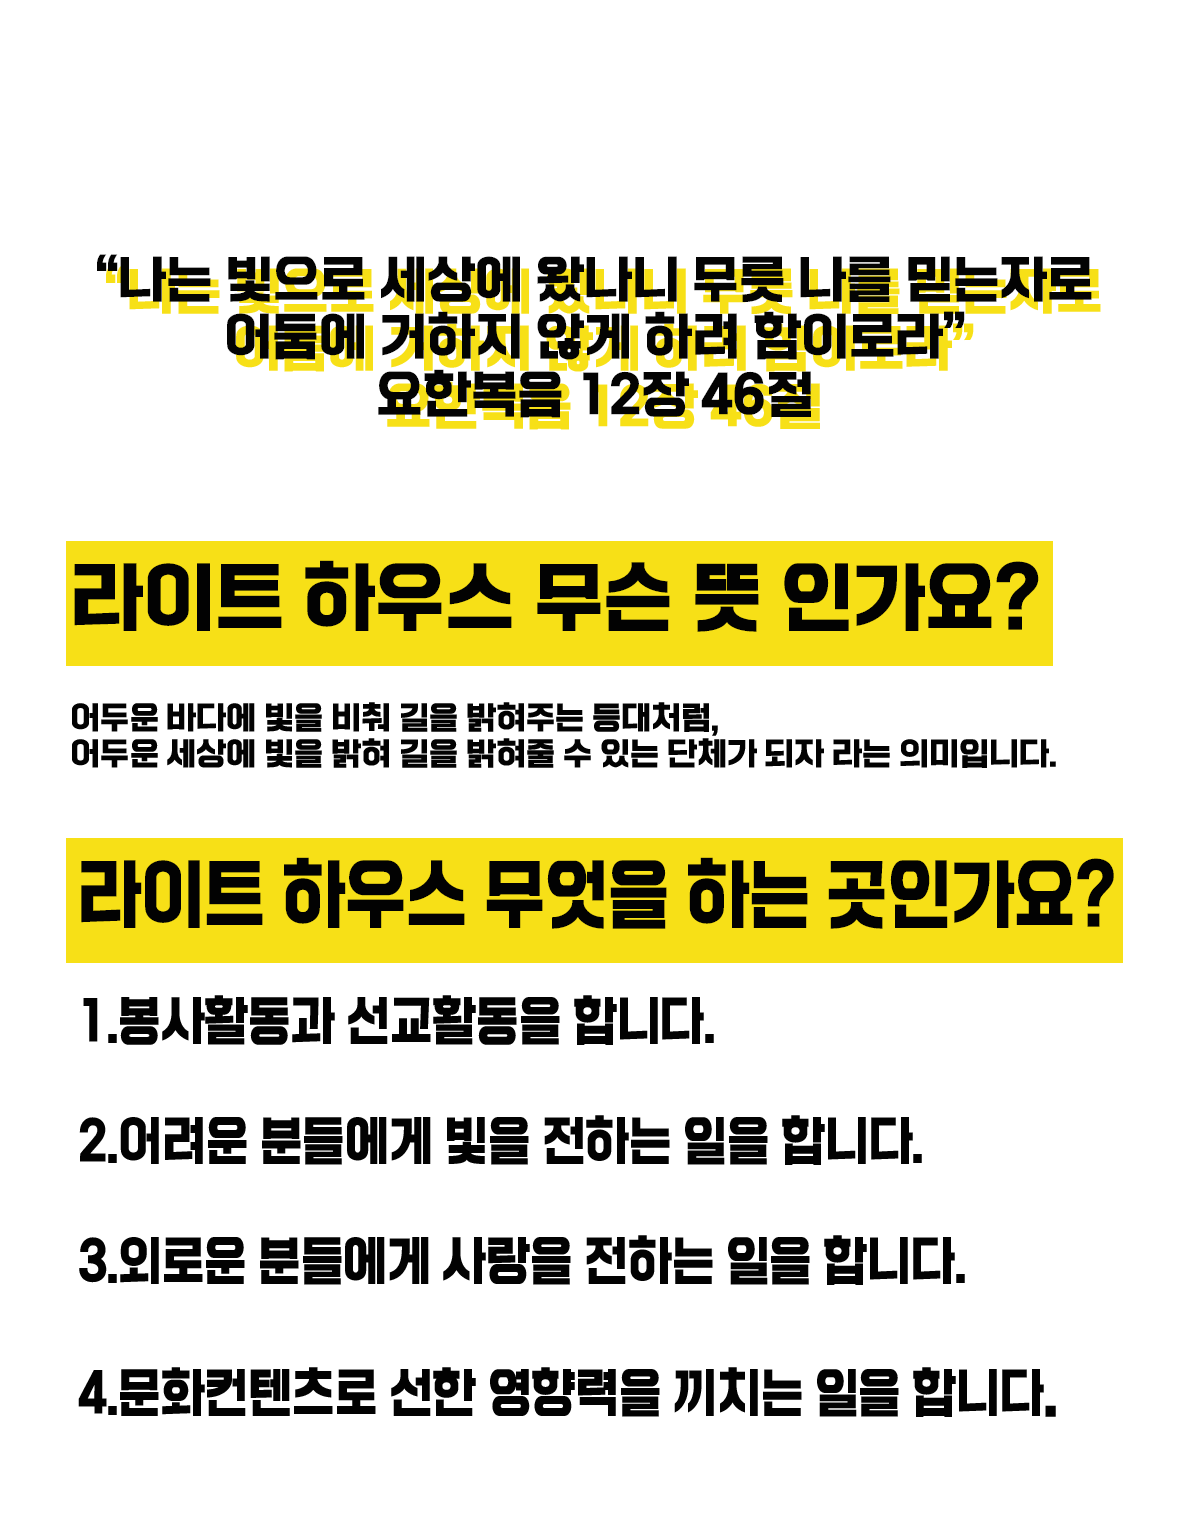 “나는 빛으로 세상에 왔나니 무릇 나를 믿는자로
어둠에 거하지 않게 하려 함이로라”
요한복음 12장 46절
라이트 하우스 무슨 뜻 인가요?
어두운 바다에 빛을 비춰 길을 밝혀주는 등대처럼,
어두운 세상에 빛을 밝혀 길을 밝혀줄 수 있는 단체가 되자 라는 의미입니다.
라이트 하우스 무엇을 하는 곳인가요?
1.봉사활동과 선교활동을 합니다.
2.어려운 분들에게 빛을 전하는 일을 합니다.
3.외로운 분들에게 사랑을 전하는 일을 합니다.
4.문화컨텐츠로 선한 영향력을 끼치는 일을 합니다.